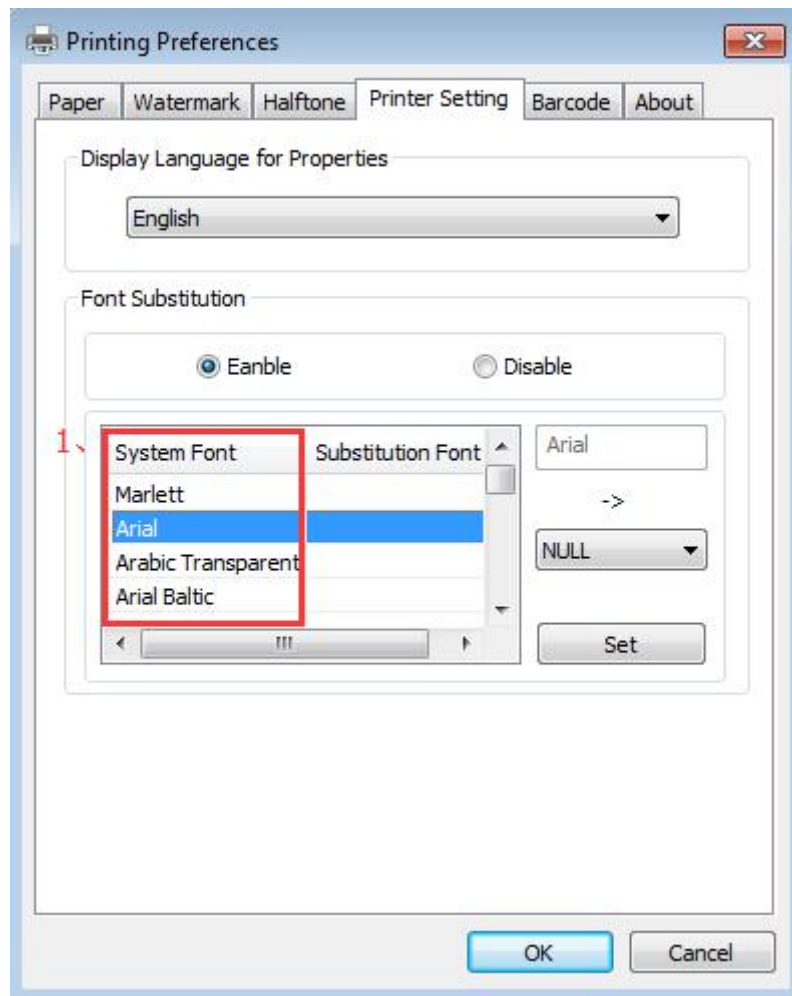 Printing Preferences
Paper Watermark Halftone Printer Setting Barcode About
Display Language for Properties
English
Font Substitution
Eanble Disable
1、
System Font Substitution Font
Marlett
Arial
Arabic Transparent
Arial Baltic
Arial
->
NULL
Set
OK Cancel